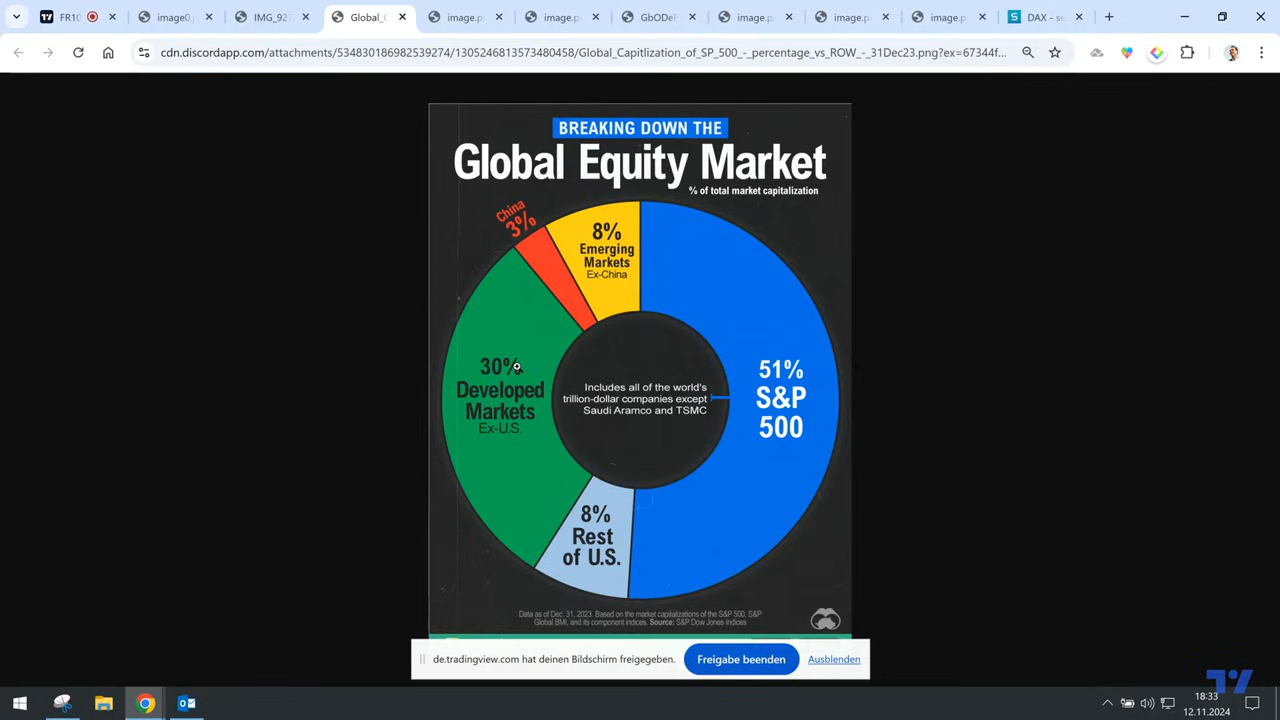 FR10
image0.
IMG_927
Global_C
image.p
image.p
GbODeF
image.p
image.p
image.p
DAX - se
cdn.discordapp.com/attachments/534830186982539274/1305246813573480458/Global_Capitlization_of_SP_500_-_percentage_vs_ROW_-_31Dec23.png?ex=67344f...
BREAKING DOWN THE
Global Equity Market
% of total market capitalization
China
3%
8%
Emerging
Markets
Ex-China
30%
Developed
Markets
Ex-U.S.
Includes all of the world's
trillion-dollar companies except
Saudi Aramco and TSMC
51%
S&P
500
8%
Rest
of U.S.
Data as of Dec. 31, 2023. Based on the market capitalizations of the S&P 500, S&P
Global BMI, and its component indices. Source: S&P Dow Jones Indices
de.tradingview.com hat deinen Bildschirm freigegeben.
Freigabe beenden
Ausblenden
18:33
12.11.2024